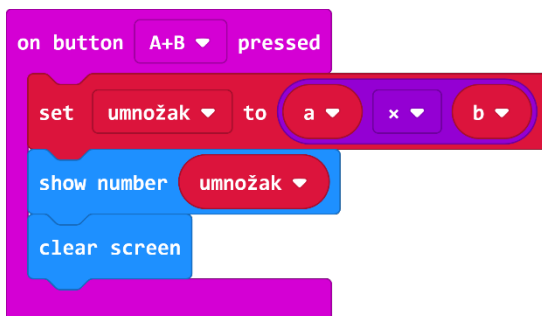 on button A+B pressed
set umnožak to a × b
show number umnožak
clear screen